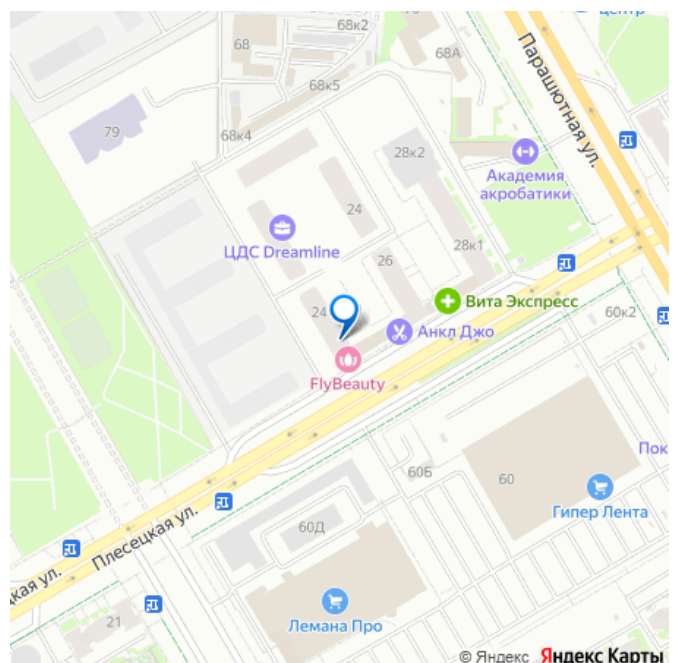 центр
68к2
68
68А
Парашютная ул.
68к5
79
68к4
28к2
Академия
акробатики
24
ЦДС Dreamline
28к1
26
Вита Экспресс
24
60к2
Анкл Джо
FlyBeauty
Пок
60Б
60
Гипер Лента
Плесецкая ул.
60Д
кая ул.
21
Лемана Про
© Яндекс Яндекс Карты